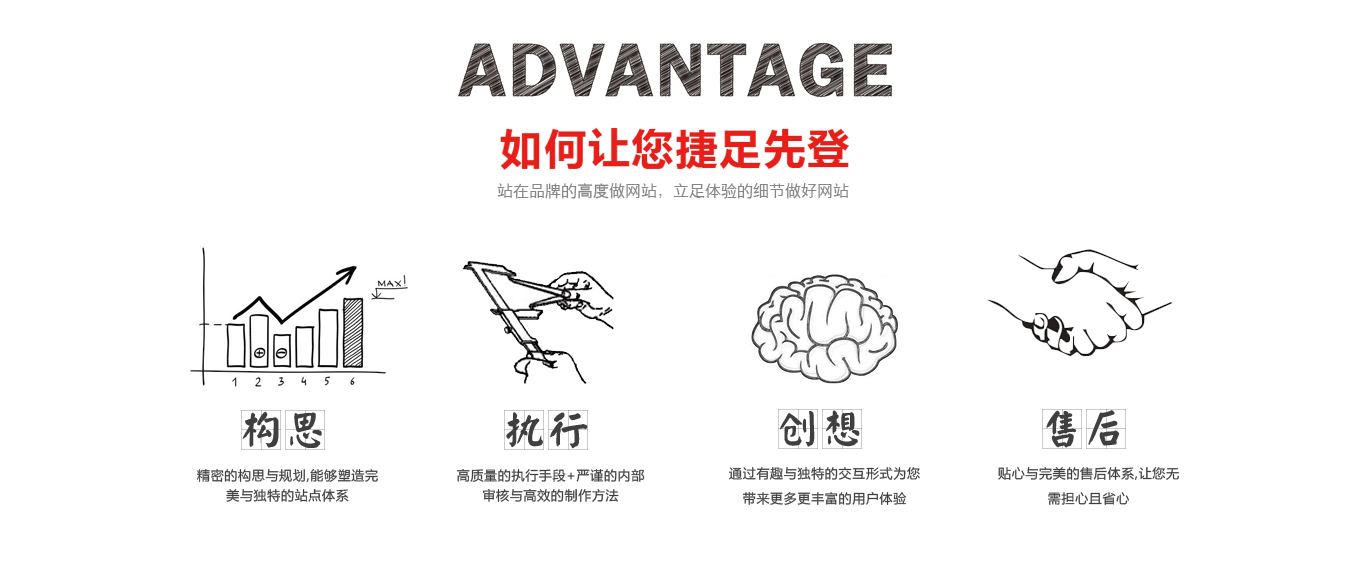 ADVANTAGE
如何让您捷足先登
站在品牌的高度做网站，立足体验的细节做好网站
MAX!
1 2 3 4 5 6
构思
精密的构思与规划,能够塑造完
美与独特的站点体系
执行
高质量的执行手段+严谨的内部
审核与高效的制作方法
创想
通过有趣与独特的交互形式为您
带来更多更丰富的用户体验
售后
贴心与完美的售后体系,让您无
需担心且省心